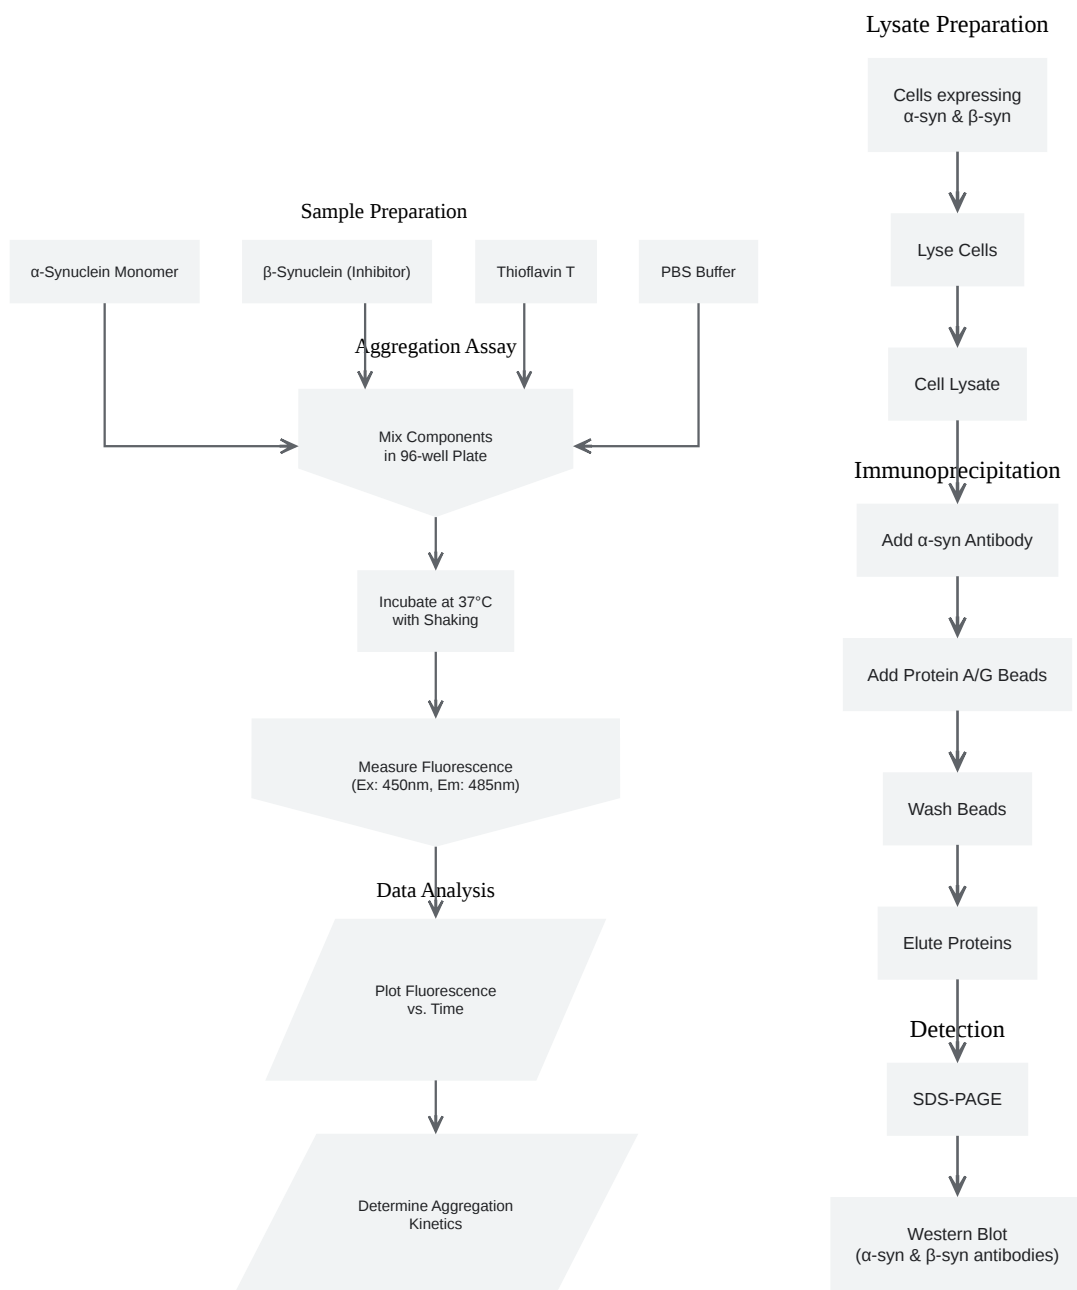 Sample Preparation
α-Synuclein Monomer
β-Synuclein (Inhibitor)
Thioflavin T
PBS Buffer
Aggregation Assay
Mix Components
in 96-well Plate
Incubate at 37°C
with Shaking
Measure Fluorescence
(Ex: 450nm, Em: 485nm)
Data Analysis
Plot Fluorescence
vs. Time
Determine Aggregation
Kinetics
Lysate Preparation
Cells expressing
α-syn & β-syn
Lyse Cells
Cell Lysate
Immunoprecipitation
Add α-syn Antibody
Add Protein A/G Beads
Wash Beads
Elute Proteins
Detection
SDS-PAGE
Western Blot
(α-syn & β-syn antibodies)